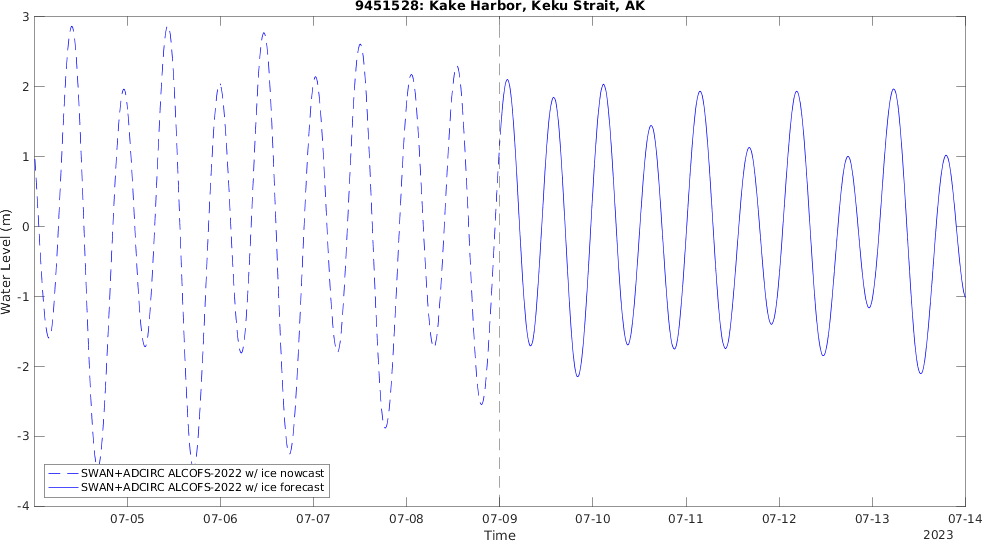 9451528: Kake Harbor, Keku Strait, AK
3
2
1
0
-1
-2
-3
-4
Water Level (m)
SWAN+ADCIRC ALCOFS-2022 w/ ice nowcast
SWAN+ADCIRC ALCOFS-2022 w/ ice forecast
07-05 07-06 07-07 07-08 07-09 07-10 07-11 07-12 07-13 07-14
Time
2023